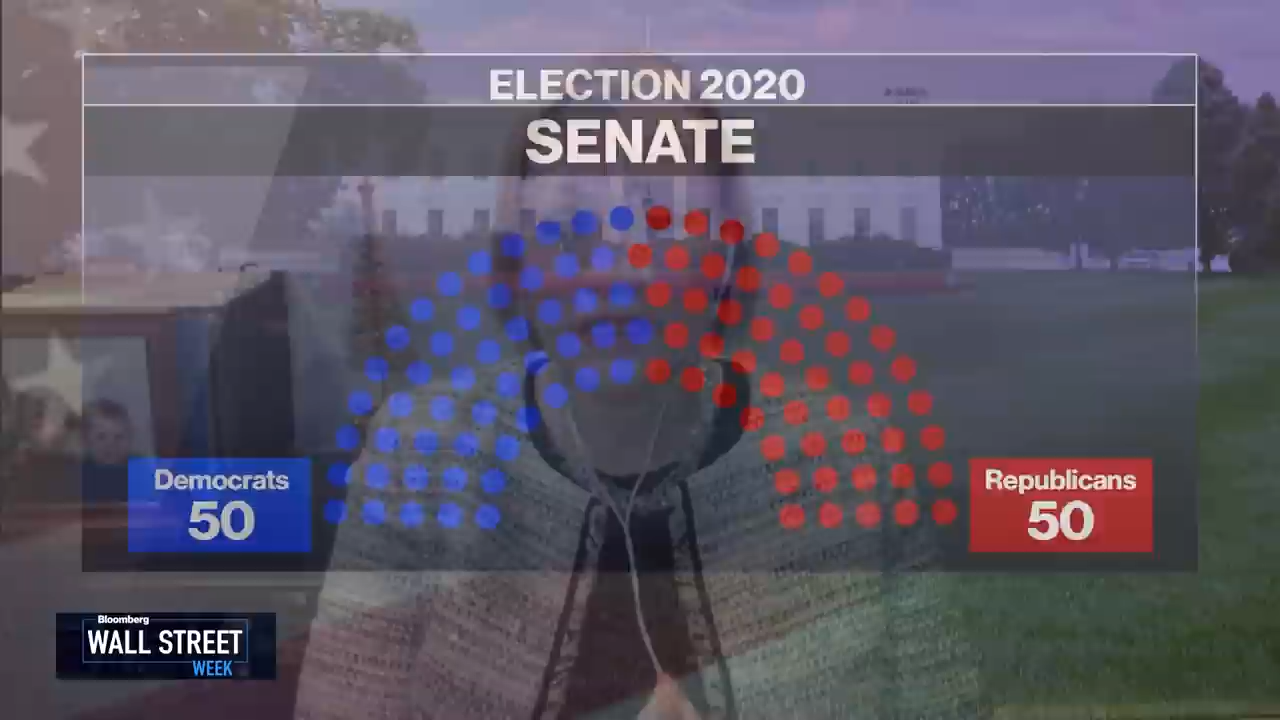 ELECTION 2020
SENATE
Democrats
50
Republicans
50
Bloomberg
WALL STREET
WEEK